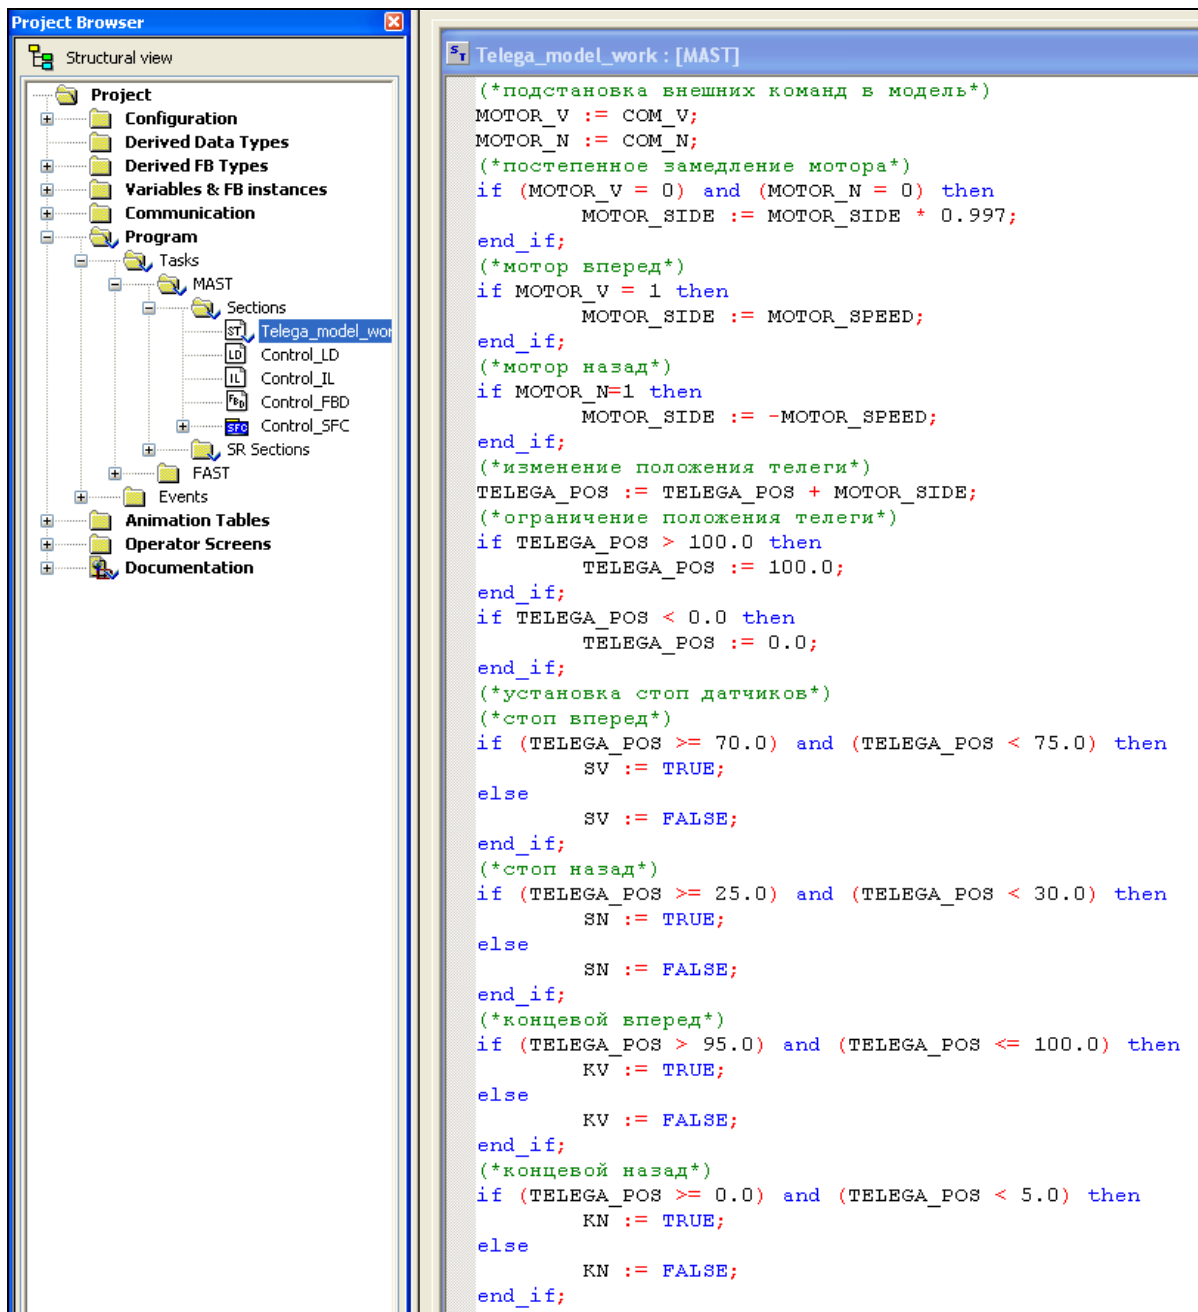 Project Browser
Structural view
Project
Configuration
Derived Data Types
Derived FB Types
Variables & FB instances
Communication
Program
Tasks
MAST
Sections
ST Telega_model_wor
LD Control_LD
IL Control_IL
FBD Control_FBD
SFC Control_SFC
SR Sections
FAST
Events
Animation Tables
Operator Screens
Documentation
ST Telega_model_work : [MAST]
(*подстановка внешних команд в модель*)
MOTOR_V := COM_V;
MOTOR_N := COM_N;
(*постепенное замедление мотора*)
if (MOTOR_V = 0) and (MOTOR_N = 0) then
MOTOR_SIDE := MOTOR_SIDE * 0.997;
end_if;
(*мотор вперед*)
if MOTOR_V = 1 then
MOTOR_SIDE := MOTOR_SPEED;
end_if;
(*мотор назад*)
if MOTOR_N=1 then
MOTOR_SIDE := -MOTOR_SPEED;
end_if;
(*изменение положения телеги*)
TELEGA_POS := TELEGA_POS + MOTOR_SIDE;
(*ограничение положения телеги*)
if TELEGA_POS > 100.0 then
TELEGA_POS := 100.0;
end_if;
if TELEGA_POS < 0.0 then
TELEGA_POS := 0.0;
end_if;
(*установка стоп датчиков*)
(*стоп вперед*)
if (TELEGA_POS >= 70.0) and (TELEGA_POS < 75.0) then
SV := TRUE;
else
SV := FALSE;
end_if;
(*стоп назад*)
if (TELEGA_POS >= 25.0) and (TELEGA_POS < 30.0) then
SN := TRUE;
else
SN := FALSE;
end_if;
(*концевой вперед*)
if (TELEGA_POS > 95.0) and (TELEGA_POS <= 100.0) then
KV := TRUE;
else
KV := FALSE;
end_if;
(*концевой назад*)
if (TELEGA_POS >= 0.0) and (TELEGA_POS < 5.0) then
KN := TRUE;
else
KN := FALSE;
end_if;